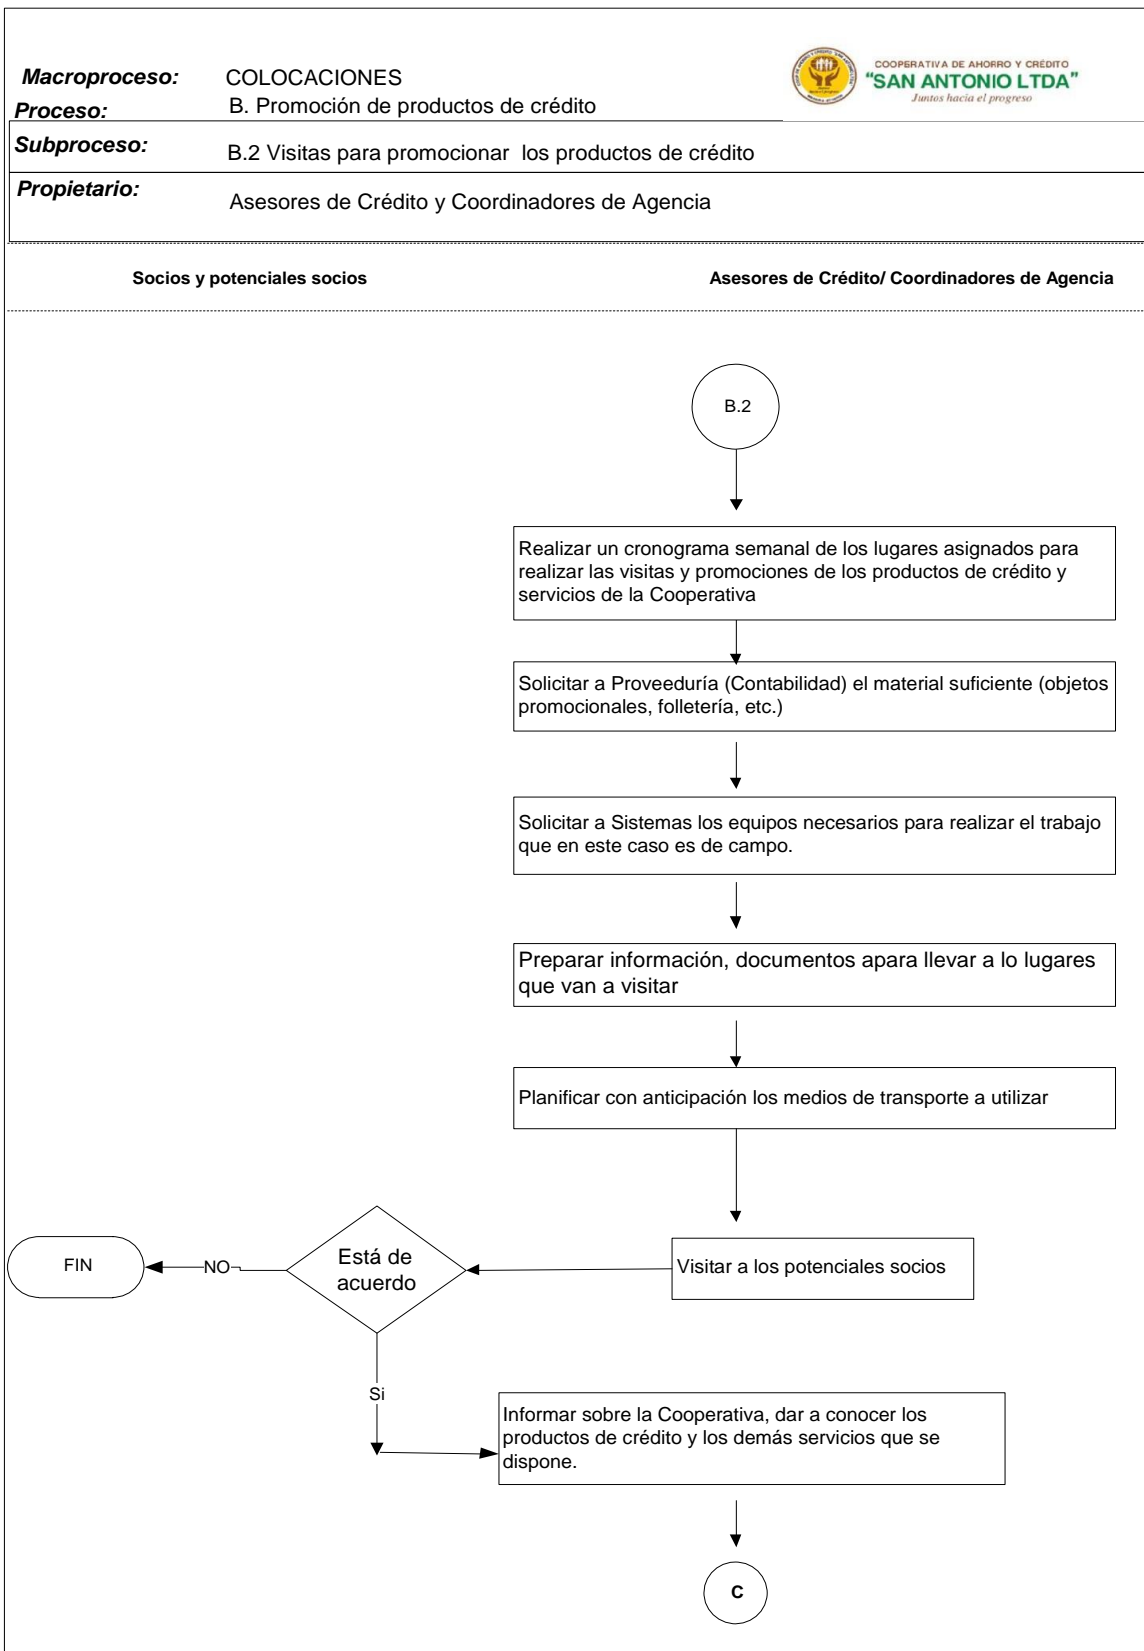 Macroproceso: COLOCACIONES
COOPERATIVA DE AHORRO Y CRÉDITO
"SAN ANTONIO LTDA"
Juntos hacia el progreso
Proceso: B. Promoción de productos de crédito
Subproceso: B.2 Visitas para promocionar los productos de crédito
Propietario: Asesores de Crédito y Coordinadores de Agencia
Socios y potenciales socios
Asesores de Crédito/ Coordinadores de Agencia
B.2
Realizar un cronograma semanal de los lugares asignados para
realizar las visitas y promociones de los productos de crédito y
servicios de la Cooperativa
Solicitar a Proveeduría (Contabilidad) el material suficiente (objetos
promocionales, folletería, etc.)
Solicitar a Sistemas los equipos necesarios para realizar el trabajo
que en este caso es de campo.
Preparar información, documentos apara llevar a lo lugares
que van a visitar
Planificar con anticipación los medios de transporte a utilizar
FIN
NO
Está de
acuerdo
Visitar a los potenciales socios
Si
Informar sobre la Cooperativa, dar a conocer los
productos de crédito y los demás servicios que se
dispone.
C